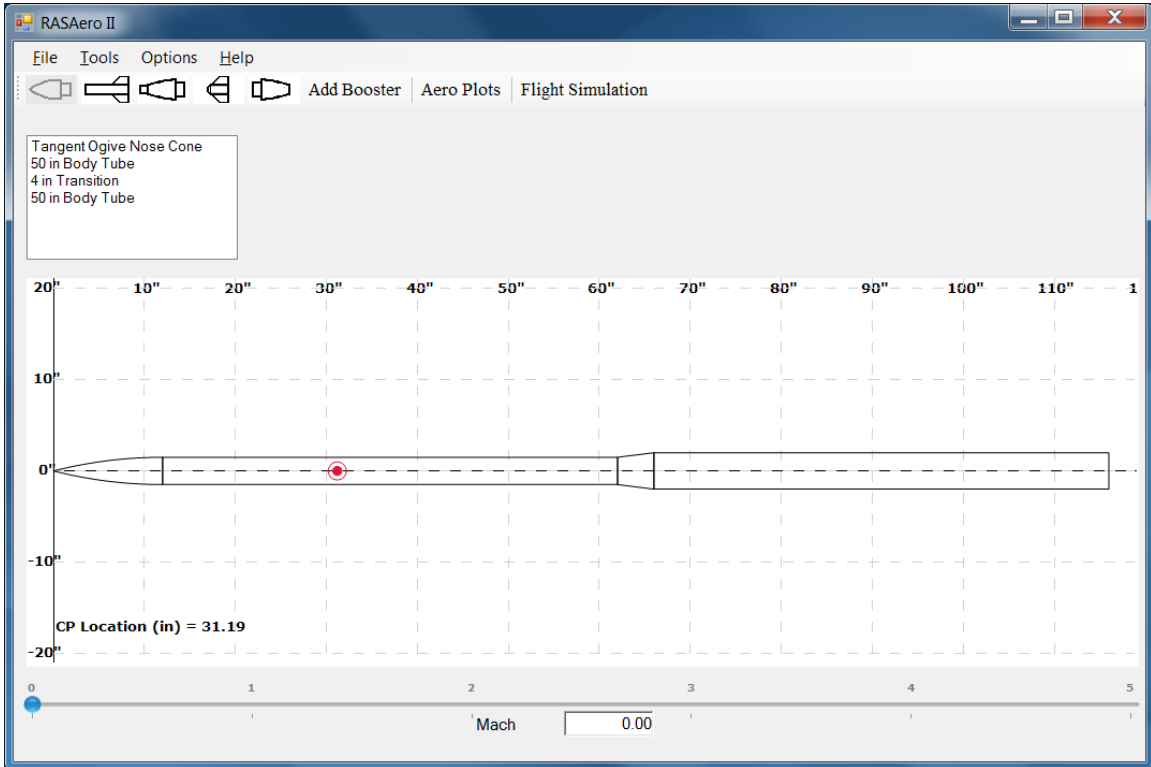 RASAero II
File Tools Options Help
Add Booster Aero Plots Flight Simulation
Tangent Ogive Nose Cone
50 in Body Tube
4 in Transition
50 in Body Tube
20" 10" 20" 30" 40" 50" 60" 70" 80" 90" 100" 110" 1
10"
0"
-10"
CP Location (in) = 31.19
-20"
0 1 2 3 4 5
Mach 0.00